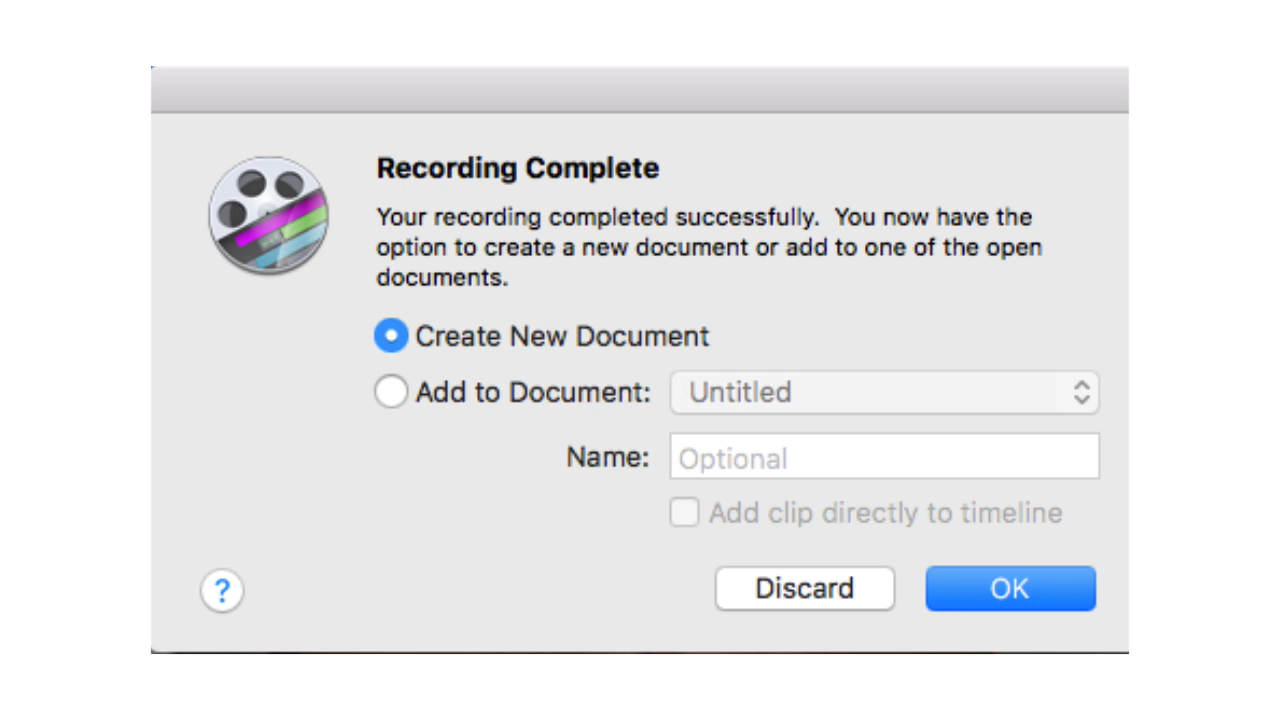 Recording Complete
Your recording completed successfully.  You now have the
option to create a new document or add to one of the open
documents.
Create New Document
Add to Document: Untitled
Name: Optional
Add clip directly to timeline
? Discard OK